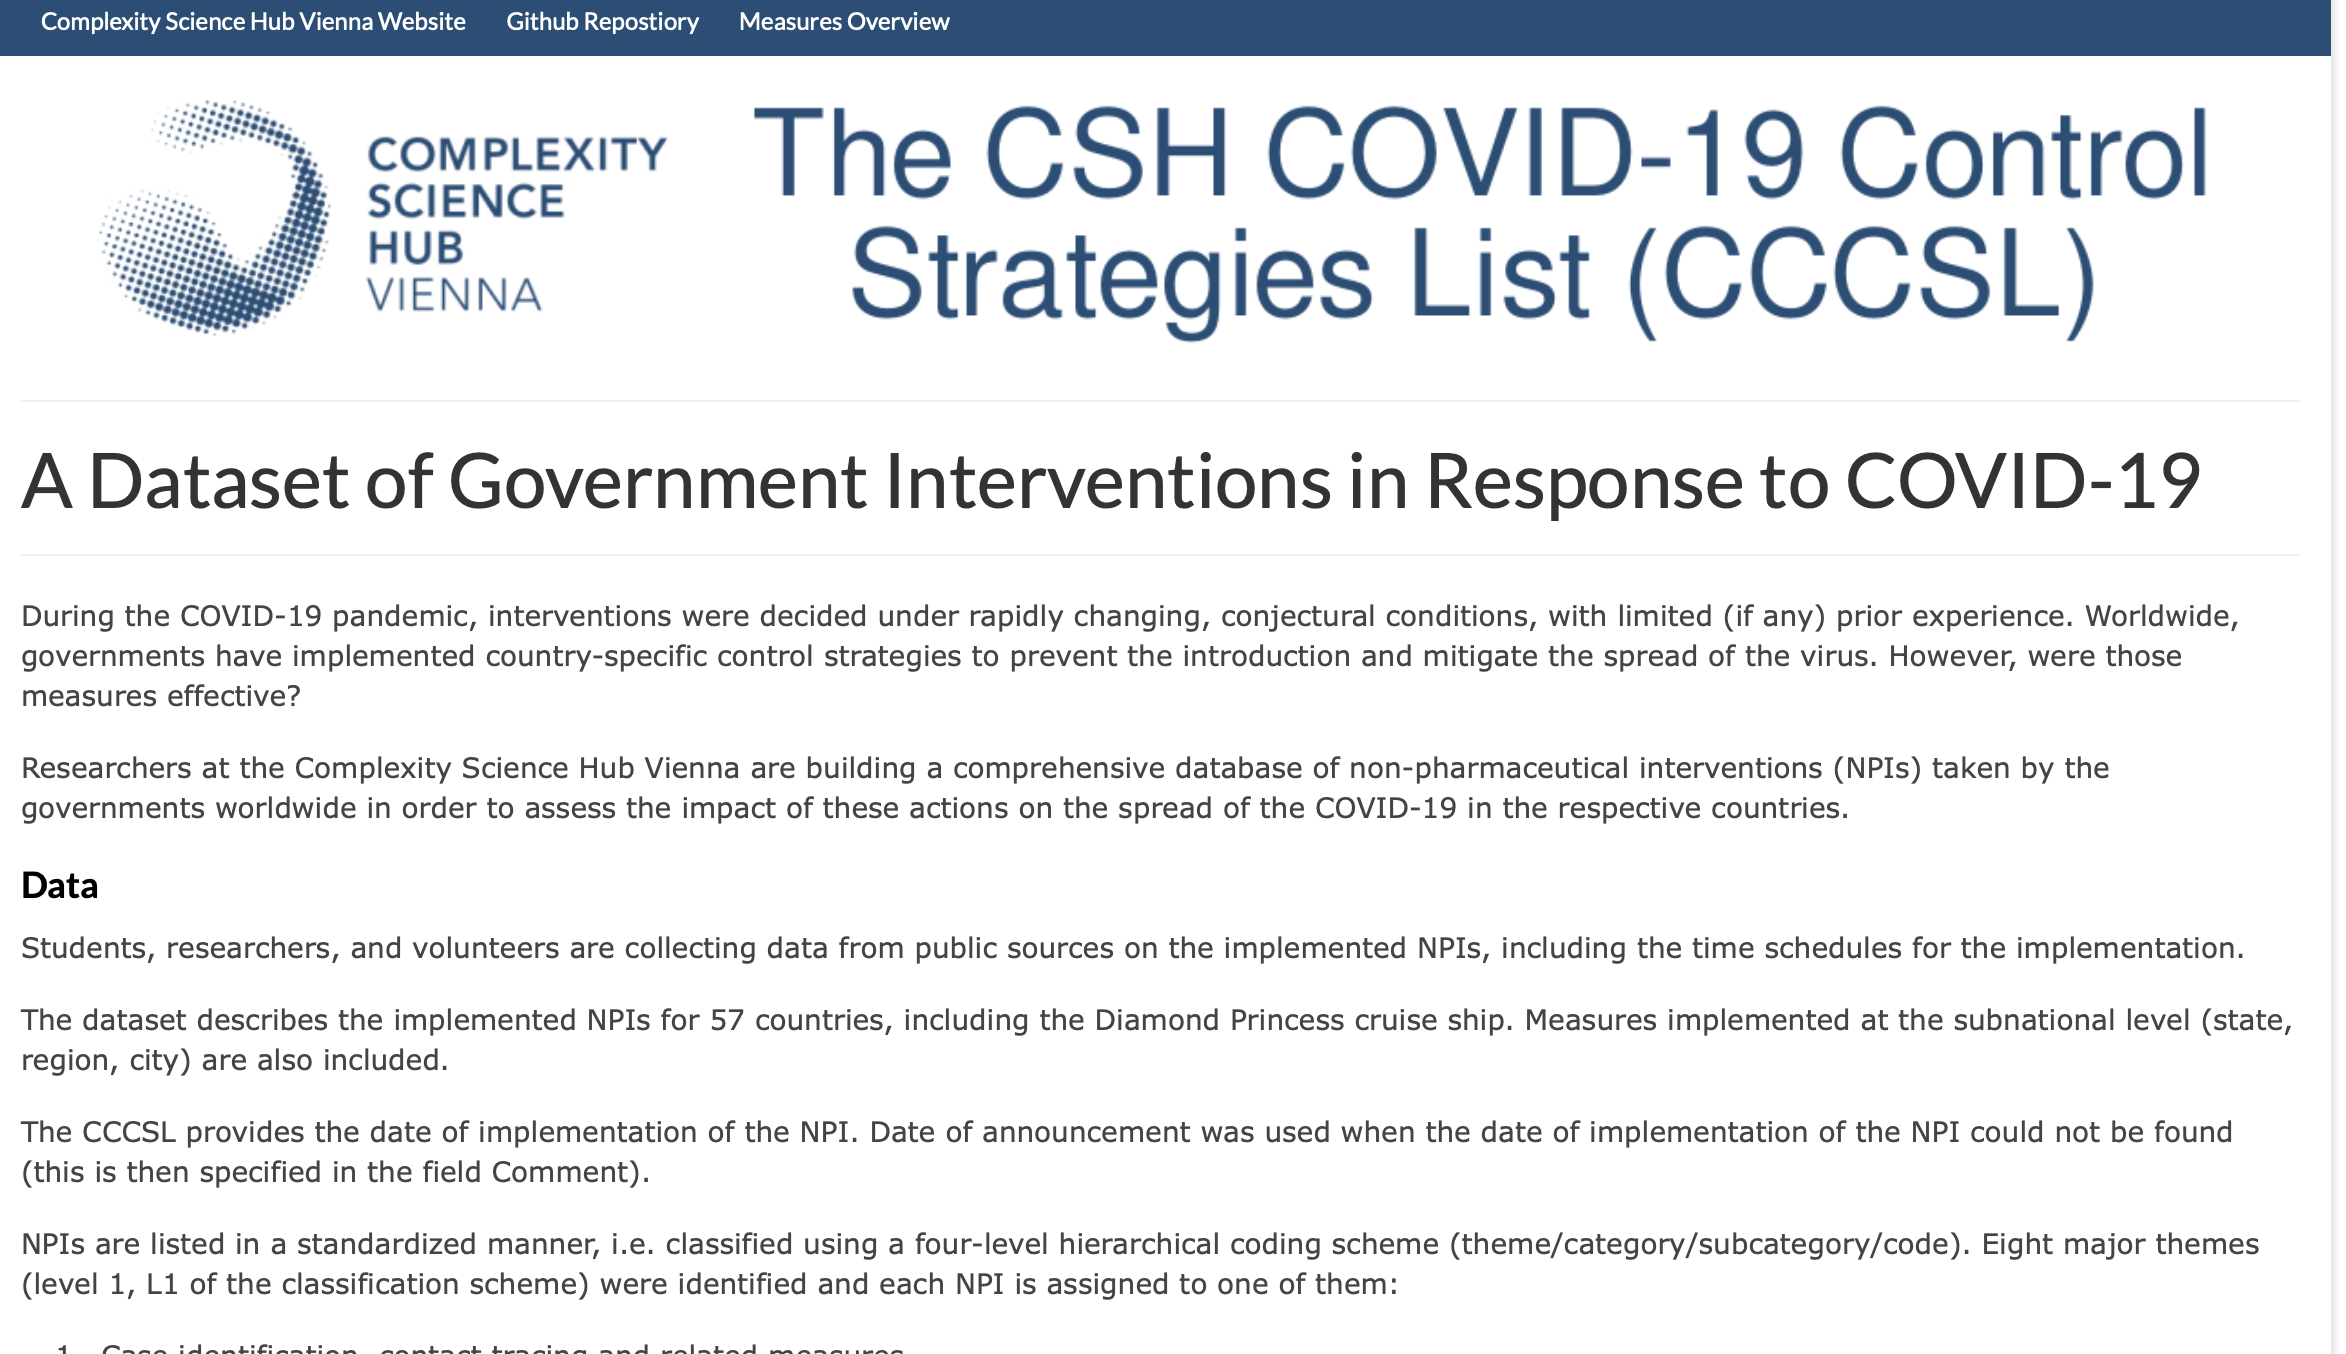 Complexity Science Hub Vienna Website Github Repostiory Measures Overview
COMPLEXITY
SCIENCE
HUB
VIENNA
The CSH COVID-19 Control
Strategies List (CCCSL)
A Dataset of Government Interventions in Response to COVID-19
During the COVID-19 pandemic, interventions were decided under rapidly changing, conjectural conditions, with limited (if any) prior experience. Worldwide,
governments have implemented country-specific control strategies to prevent the introduction and mitigate the spread of the virus. However, were those
measures effective?
Researchers at the Complexity Science Hub Vienna are building a comprehensive database of non-pharmaceutical interventions (NPIs) taken by the
governments worldwide in order to assess the impact of these actions on the spread of the COVID-19 in the respective countries.
Data
Students, researchers, and volunteers are collecting data from public sources on the implemented NPIs, including the time schedules for the implementation.
The dataset describes the implemented NPIs for 57 countries, including the Diamond Princess cruise ship. Measures implemented at the subnational level (state,
region, city) are also included.
The CCCSL provides the date of implementation of the NPI. Date of announcement was used when the date of implementation of the NPI could not be found
(this is then specified in the field Comment).
NPIs are listed in a standardized manner, i.e. classified using a four-level hierarchical coding scheme (theme/category/subcategory/code). Eight major themes
(level 1, L1 of the classification scheme) were identified and each NPI is assigned to one of them:
1. Case identification, contact tracing and related measures